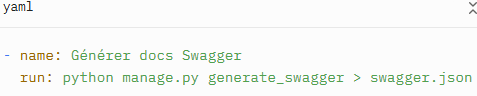 yaml
- name: Générer docs Swagger
  run: python manage.py generate_swagger > swagger.json